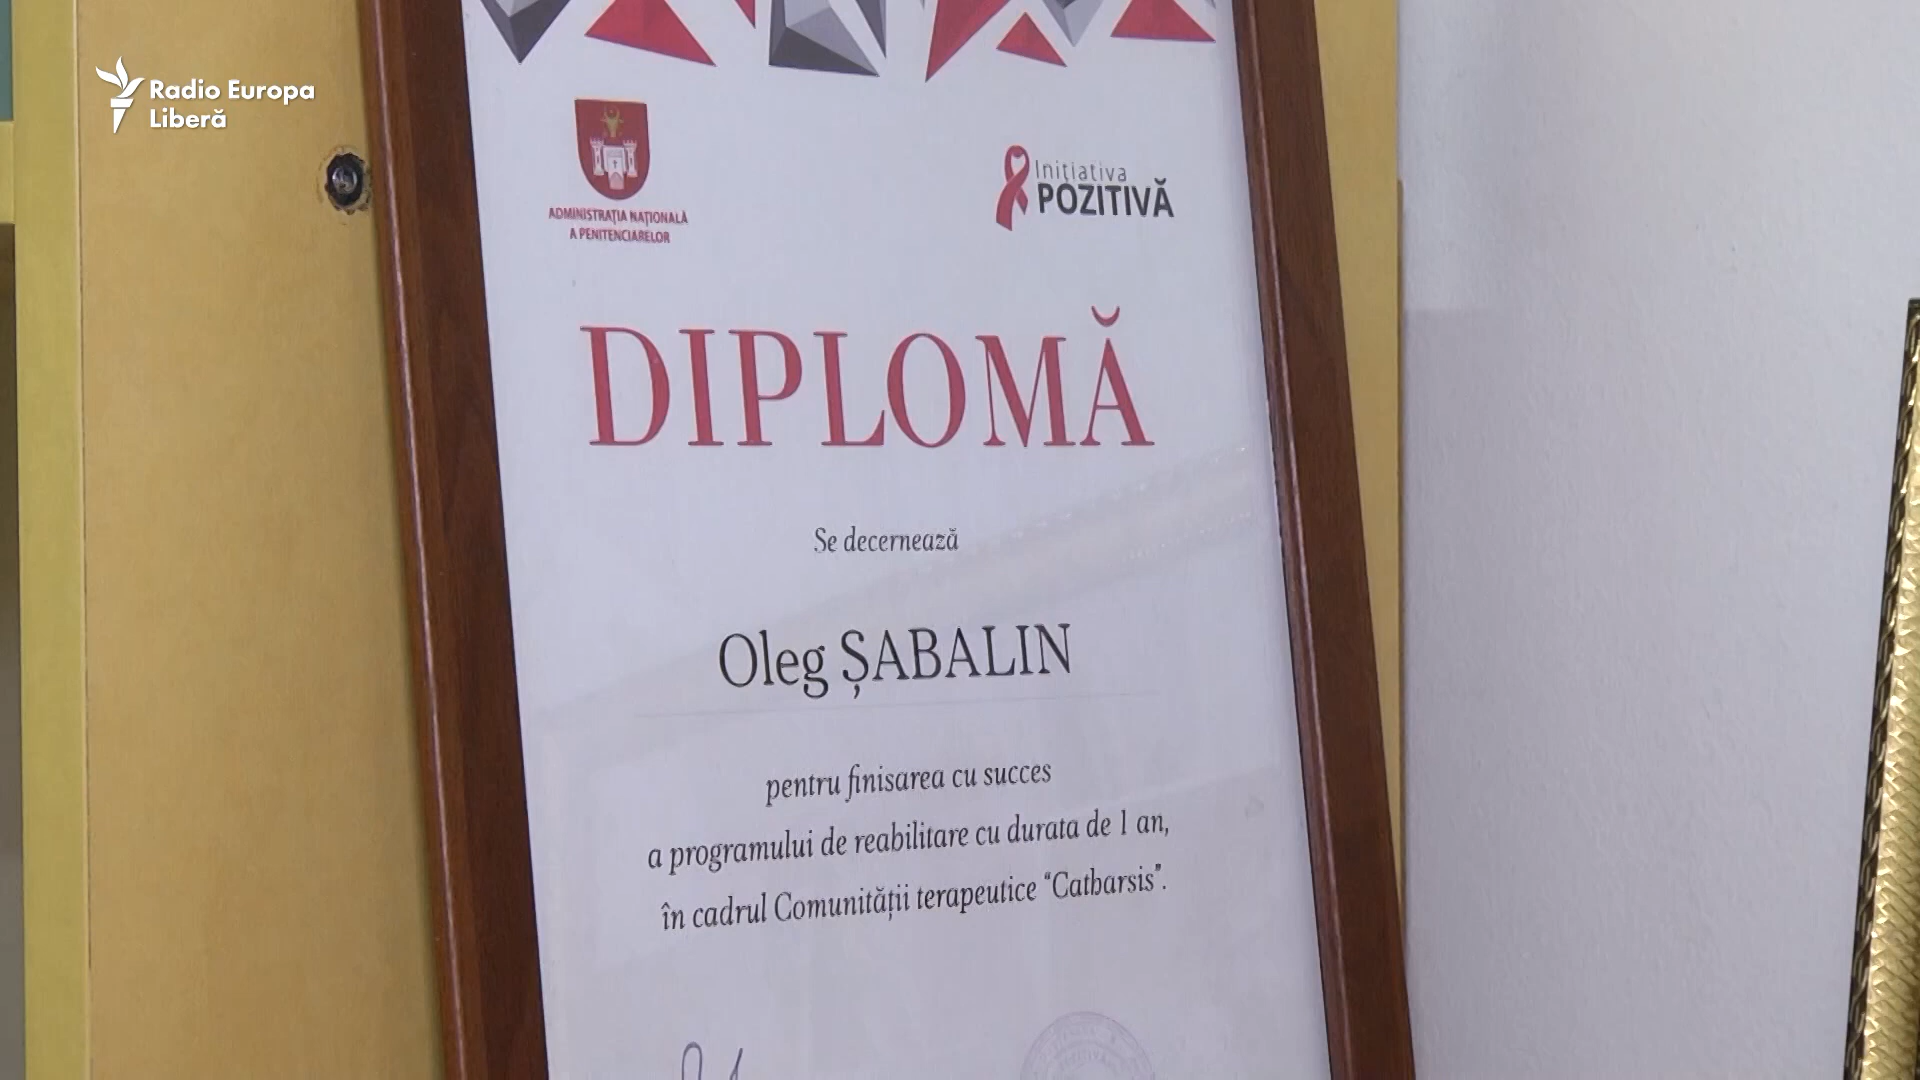 Radio Europa
Liberă
ADMINISTRAȚIA NAȚIONALĂ
A PENITENCIARELOR
Inițiativa
POZITIVĂ
DIPLOMĂ
Se decernează
Oleg ȘABALIN
pentru finisarea cu succes
a programului de reabilitare cu durata de 1 an,
în cadrul Comunității terapeutice “Catharsis”.